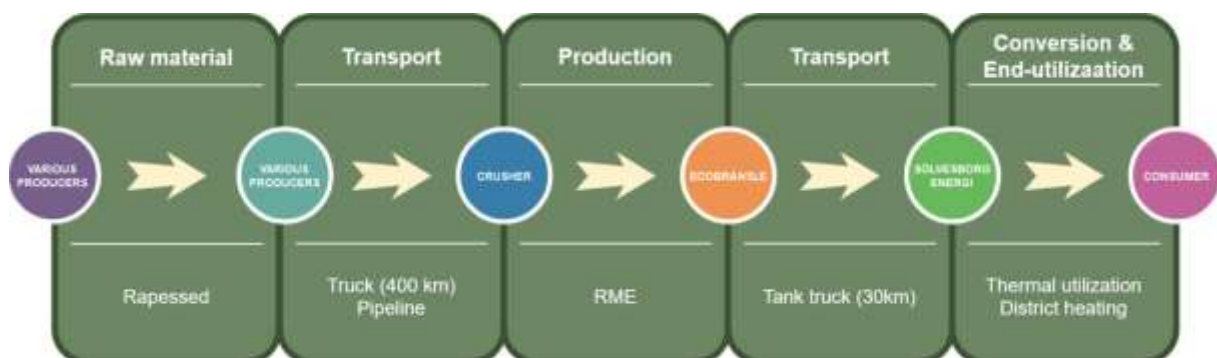 Raw material
Transport
Production
Transport
Conversion &
End-utilizaation
VARIOUS
PRODUCERS
VARIOUS
PRODUCERS
CRUSHER
ECOBRÄNSLE
SÖLVESBORG
ENERGI
CONSUMER
Rapessed
Truck (400 km)
Pipeline
RME
Tank truck (30km)
Thermal utilization
District heating